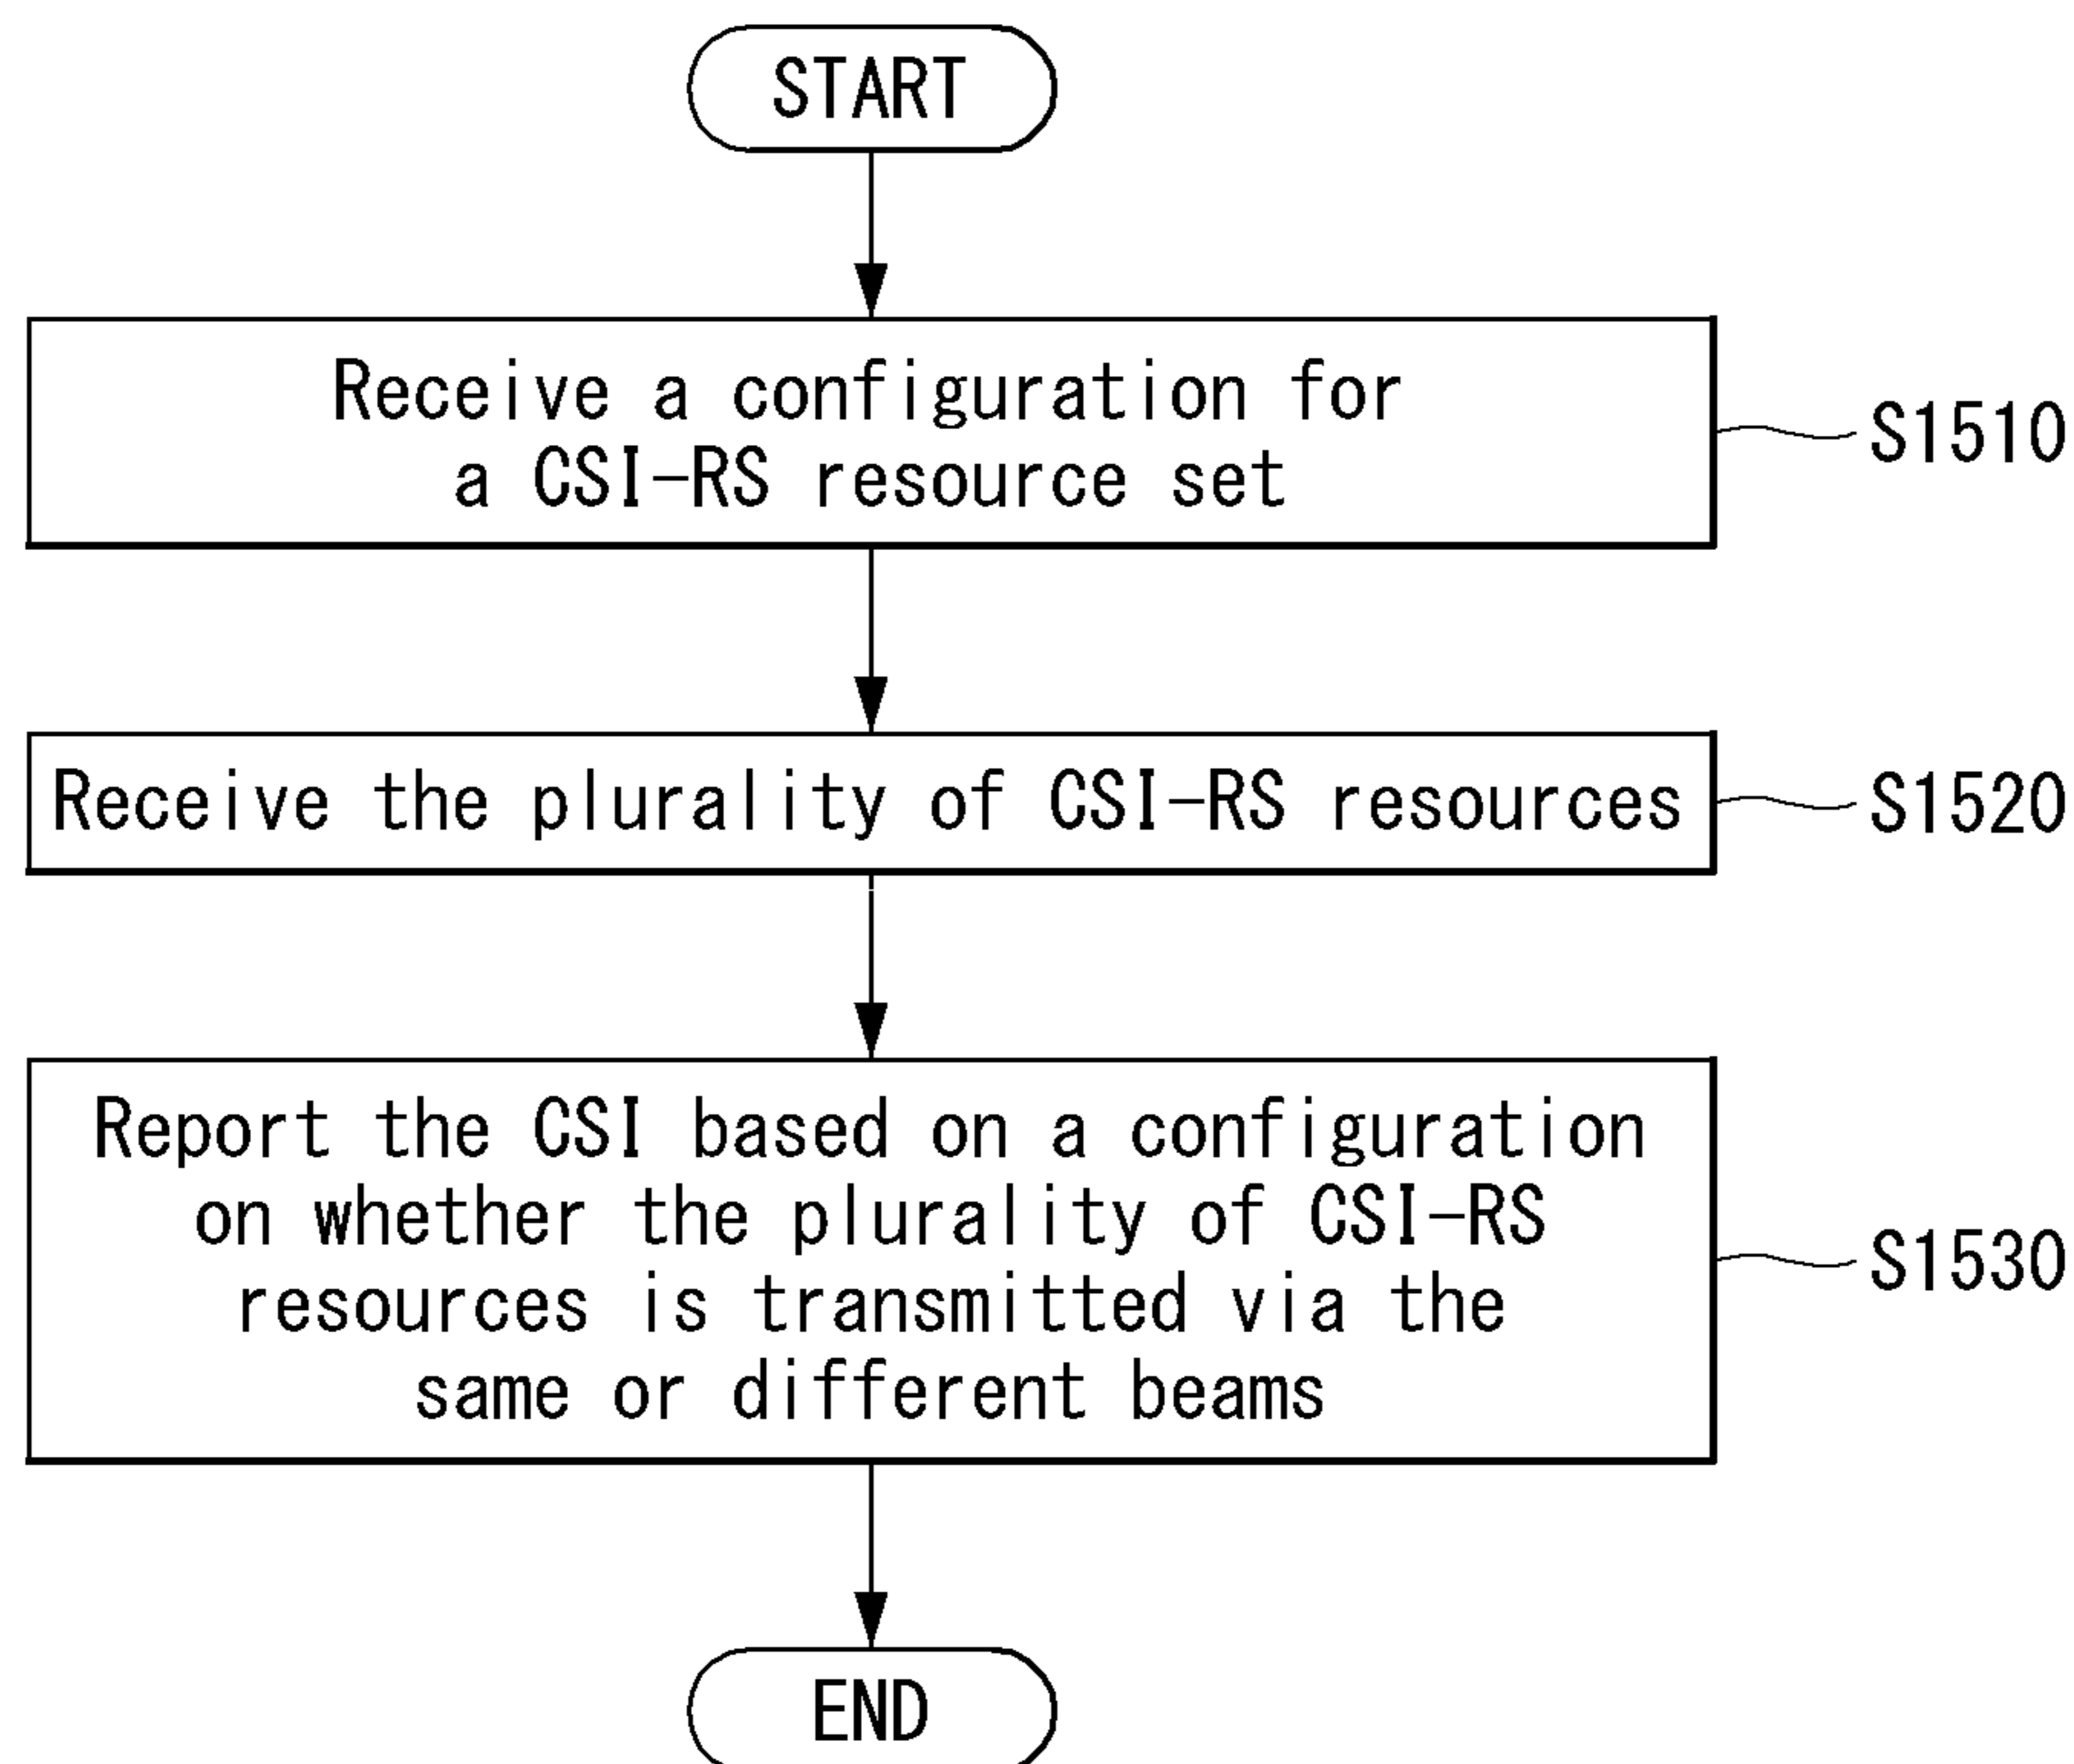 START
Receive a configuration for
a CSI-RS resource set
S1510
Receive the plurality of CSI-RS resources
S1520
Report the CSI based on a configuration
on whether the plurality of CSI-RS
resources is transmitted via the
same or different beams
S1530
END